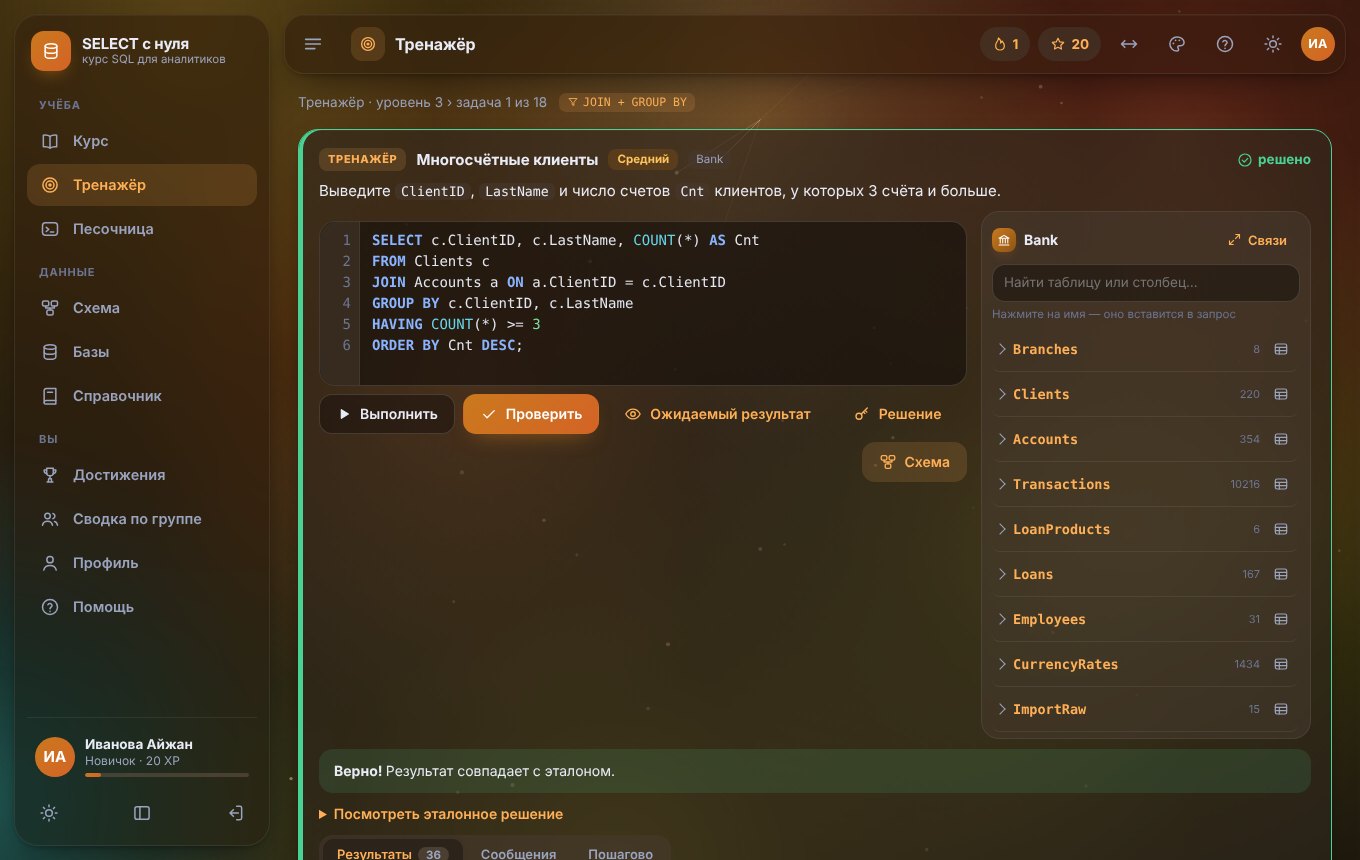 SELECT с нуля
курс SQL для аналитиков
УЧЁБА
Курс
Тренажёр
Песочница
ДАННЫЕ
Схема
Базы
Справочник
ВЫ
Достижения
Сводка по группе
Профиль
Помощь
ИА
Иванова Айжан
Новичок · 20 XP
Тренажёр
1
20
ИА
Тренажёр · уровень 3 › задача 1 из 18
JOIN + GROUP BY
ТРЕНАЖЁР Многосчётные клиенты Средний Bank
решено
Выведите ClientID, LastName и число счетов Cnt клиентов, у которых 3 счёта и больше.
1 SELECT c.ClientID, c.LastName, COUNT(*) AS Cnt
2 FROM Clients c
3 JOIN Accounts a ON a.ClientID = c.ClientID
4 GROUP BY c.ClientID, c.LastName
5 HAVING COUNT(*) >= 3
6 ORDER BY Cnt DESC;
Выполнить
Проверить
Ожидаемый результат
Решение
Схема
Bank
Связи
Найти таблицу или столбец...
Нажмите на имя — оно вставится в запрос
Branches 8
Clients 220
Accounts 354
Transactions 10216
LoanProducts 6
Loans 167
Employees 31
CurrencyRates 1434
ImportRaw 15
Верно! Результат совпадает с эталоном.
Посмотреть эталонное решение
Результаты 36 Сообщения Пошагово